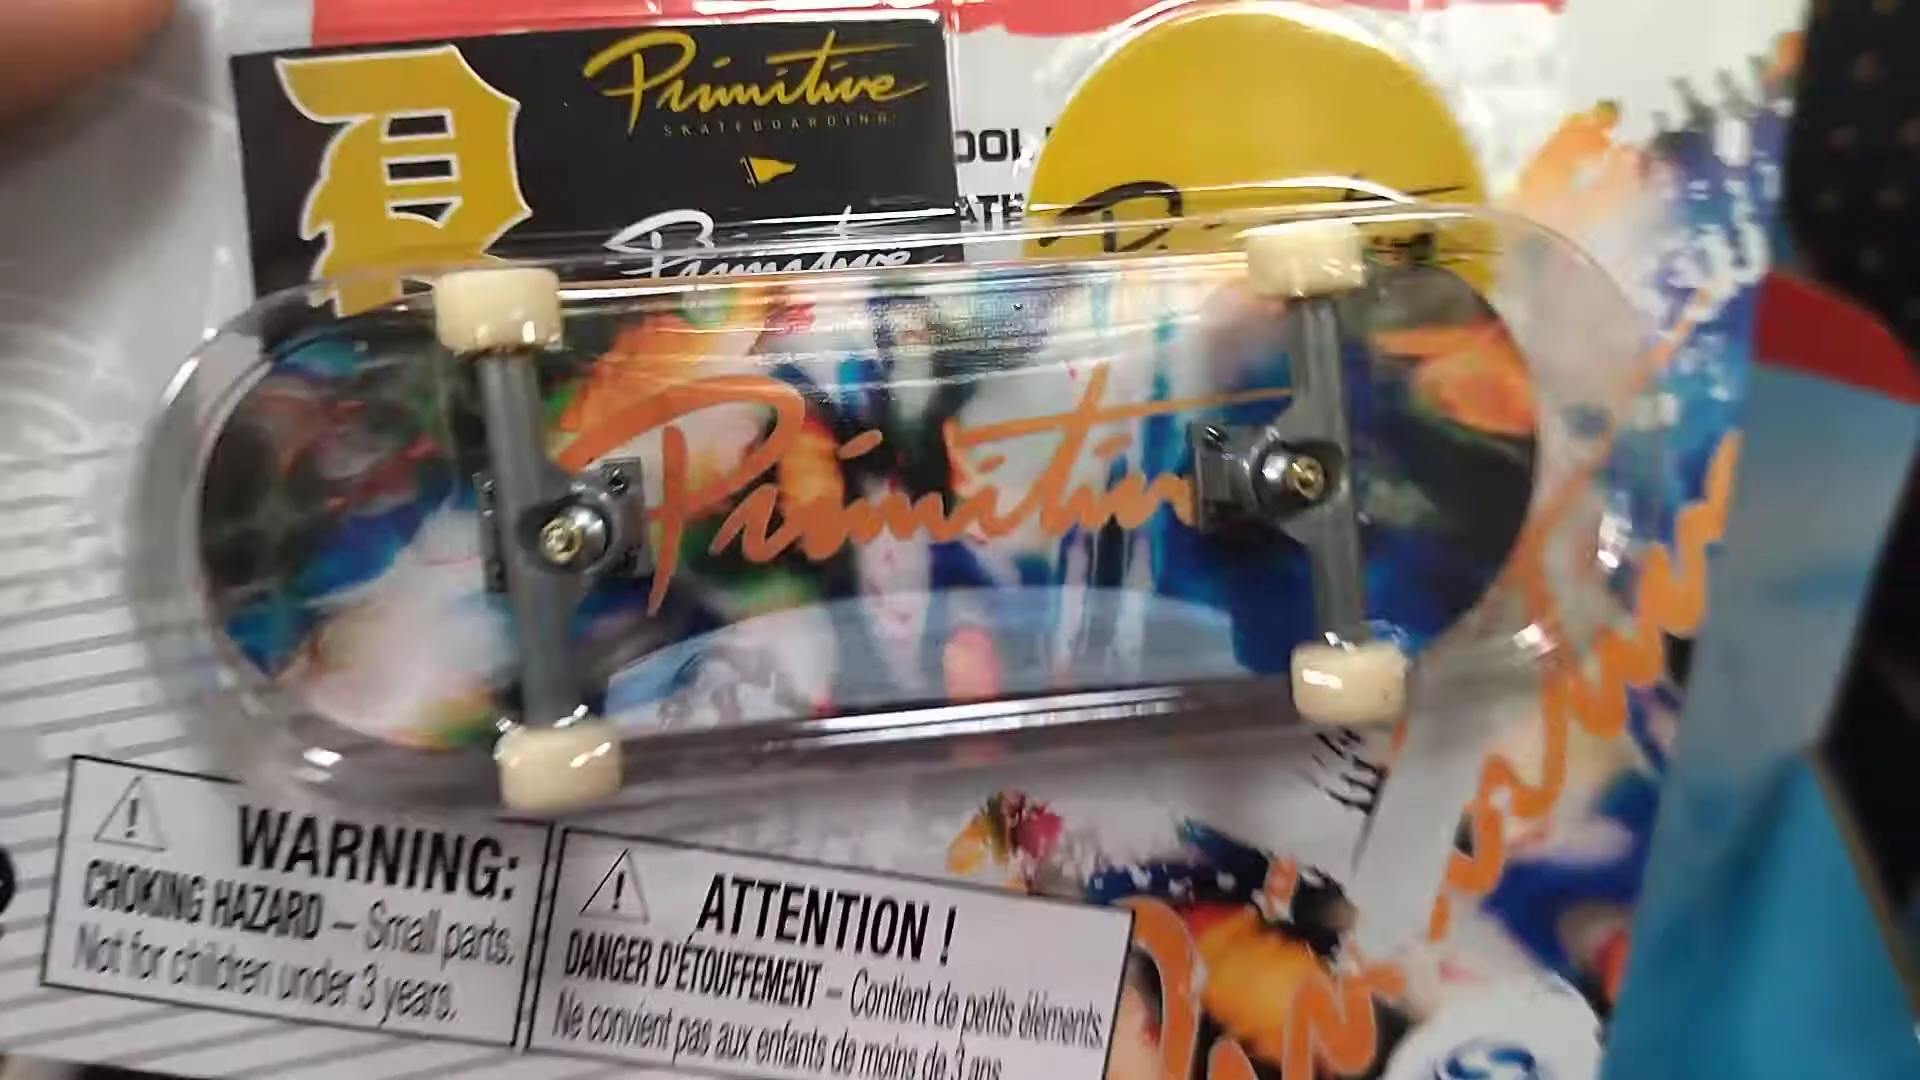 Primitive
SKATEBOARDING
Primitive
Primitive
WARNING:
CHOKING HAZARD – Small parts.
Not for children under 3 years.
ATTENTION !
DANGER D'ÉTOUFFEMENT – Contient de petits éléments.
Ne convient pas aux enfants de moins de 3 ans